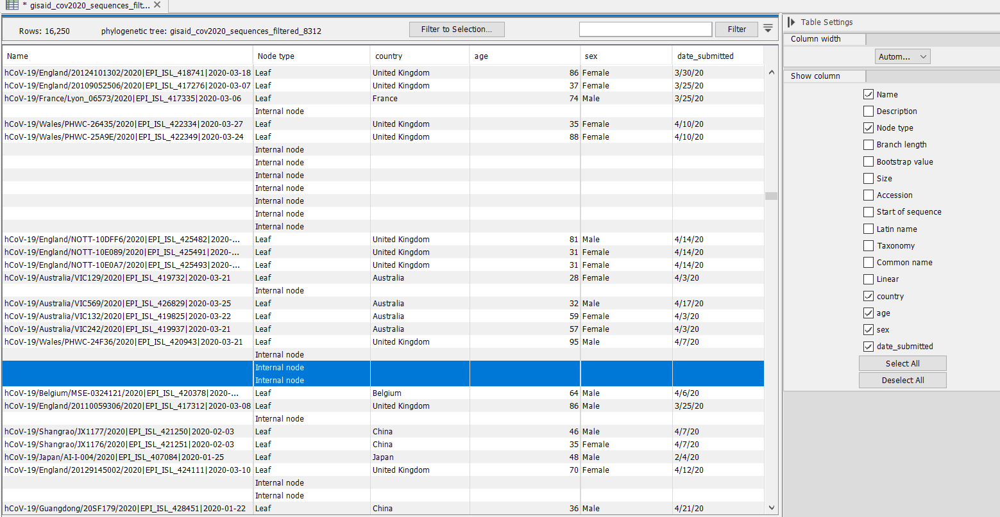 * gisaid_cov2020_sequences_filt...
Rows: 16,250 phylogenetic tree: gisaid_cov2020_sequences_filtered_8312 Filter to Selection... Filter
Name Node type country age sex date_submitted
hCoV-19/England/20124101302/2020|EPI_ISL_418741|2020-03-18 Leaf United Kingdom 86 Female 3/30/20
hCoV-19/England/20109052506/2020|EPI_ISL_417276|2020-03-07 Leaf United Kingdom 37 Female 3/25/20
hCoV-19/France/Lyon_06573/2020|EPI_ISL_417335|2020-03-06 Leaf France 74 Male 3/25/20
Internal node
hCoV-19/Wales/PHWC-26435/2020|EPI_ISL_422334|2020-03-27 Leaf United Kingdom 35 Female 4/10/20
hCoV-19/Wales/PHWC-25A9E/2020|EPI_ISL_422349|2020-03-24 Leaf United Kingdom 88 Female 4/10/20
Internal node
Internal node
Internal node
Internal node
Internal node
Internal node
Internal node
hCoV-19/England/NOTT-10DFF6/2020|EPI_ISL_425482|2020-... Leaf United Kingdom 81 Male 4/14/20
hCoV-19/England/NOTT-10E089/2020|EPI_ISL_425491|2020-... Leaf United Kingdom 31 Female 4/14/20
hCoV-19/England/NOTT-10E0A7/2020|EPI_ISL_425493|2020-... Leaf United Kingdom 31 Female 4/14/20
hCoV-19/Australia/VIC129/2020|EPI_ISL_419732|2020-03-21 Leaf Australia 28 Female 4/3/20
Internal node
hCoV-19/Australia/VIC569/2020|EPI_ISL_426829|2020-03-25 Leaf Australia 32 Male 4/17/20
hCoV-19/Australia/VIC132/2020|EPI_ISL_419825|2020-03-22 Leaf Australia 59 Female 4/3/20
hCoV-19/Australia/VIC242/2020|EPI_ISL_419937|2020-03-21 Leaf Australia 57 Female 4/3/20
hCoV-19/Wales/PHWC-24F36/2020|EPI_ISL_420943|2020-03-21 Leaf United Kingdom 95 Male 4/7/20
Internal node
Internal node
Internal node
hCoV-19/Belgium/MSE-0324121/2020|EPI_ISL_420378|2020-... Leaf Belgium 64 Male 4/6/20
hCoV-19/England/20110059306/2020|EPI_ISL_417312|2020-03-08 Leaf United Kingdom 86 Male 3/25/20
Internal node
hCoV-19/Shangrao/JX1177/2020|EPI_ISL_421250|2020-02-03 Leaf China 46 Male 4/7/20
hCoV-19/Shangrao/JX1176/2020|EPI_ISL_421251|2020-02-03 Leaf China 35 Female 4/7/20
hCoV-19/Japan/AI-I-004/2020|EPI_ISL_407084|2020-01-25 Leaf Japan 48 Male 2/4/20
hCoV-19/England/20129145002/2020|EPI_ISL_424111|2020-03-10 Leaf United Kingdom 70 Female 4/12/20
Internal node
Internal node
hCoV-19/Guangdong/20SF179/2020|EPI_ISL_428451|2020-01-22 Leaf China 36 Male 4/21/20
Table Settings
Column width
Autom...
Show column
Name
Description
Node type
Branch length
Bootstrap value
Size
Accession
Start of sequence
Latin name
Taxonomy
Common name
Linear
country
age
sex
date_submitted
Select All
Deselect All